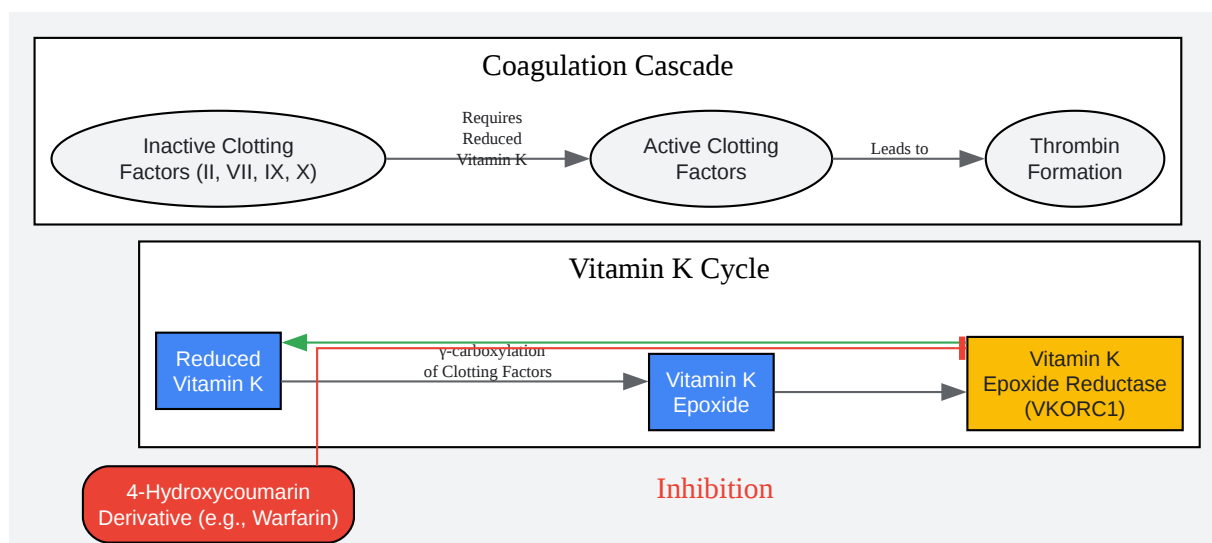 Coagulation Cascade
Inactive Clotting
Factors (II, VII, IX, X)
Requires
Reduced
Vitamin K
Active Clotting
Factors
Leads to
Thrombin
Formation
Vitamin K Cycle
Reduced
Vitamin K
γ-carboxylation
of Clotting Factors
Vitamin K
Epoxide
Vitamin K
Epoxide Reductase
(VKORC1)
4-Hydroxycoumarin
Derivative (e.g., Warfarin)
Inhibition